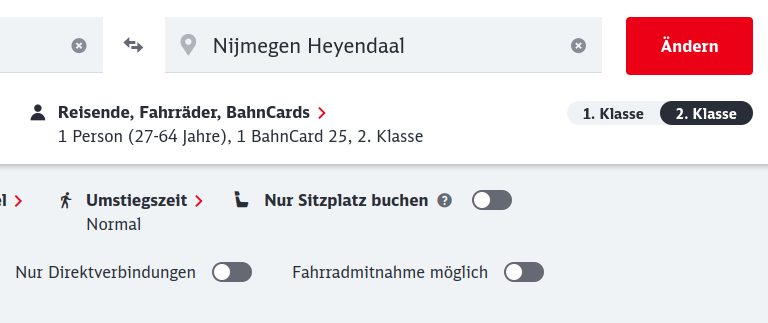 Nijmegen Heyendaal
Ändern
Reisende, Fahrräder, BahnCards
1 Person (27-64 Jahre), 1 BahnCard 25, 2. Klasse
1. Klasse
2. Klasse
Umstiegszeit
Normal
Nur Sitzplatz buchen ?
Nur Direktverbindungen
Fahrradmitnahme möglich